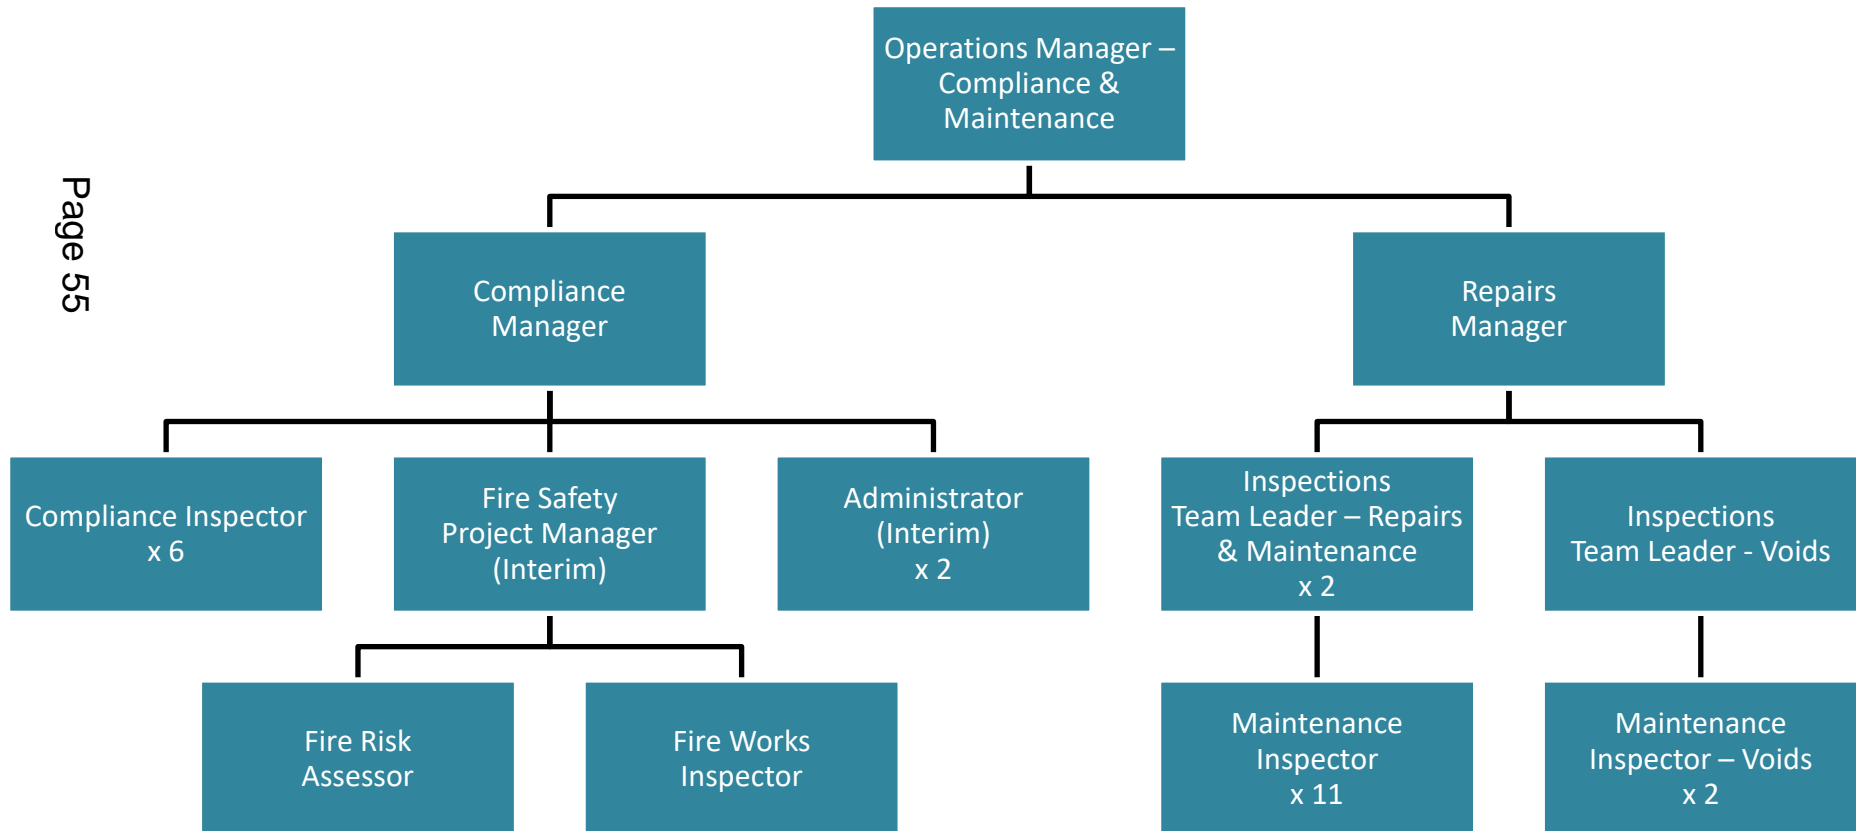 Operations Manager –
Compliance &
Maintenance
Page 55
Compliance
Manager
Repairs
Manager
Compliance Inspector
x 6
Fire Safety
Project Manager
(Interim)
Administrator
(Interim)
x 2
Inspections
Team Leader – Repairs
& Maintenance
x 2
Inspections
Team Leader - Voids
Fire Risk
Assessor
Fire Works
Inspector
Maintenance
Inspector
x 11
Maintenance
Inspector – Voids
x 2